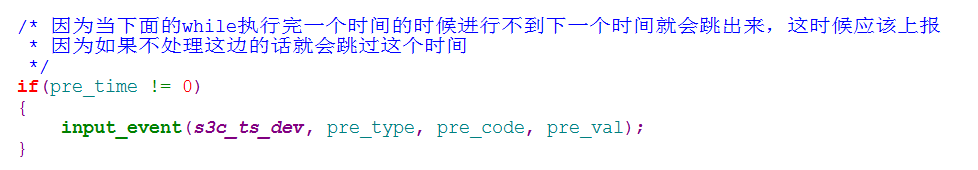 /* 因为当下面的while执行完一个时间的时候进行不到下一个时间就会跳出来，这时候应该上报
 * 因为如果不处理这边的话就会跳过这个时间
 */
if(pre_time != 0)
{
    input_event(s3c_ts_dev, pre_type, pre_code, pre_val);
}